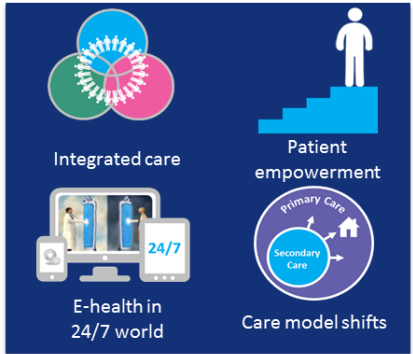 Integrated care
Patient
empowerment
24/7
E-health in
24/7 world
Primary Care
Secondary
Care
Care model shifts